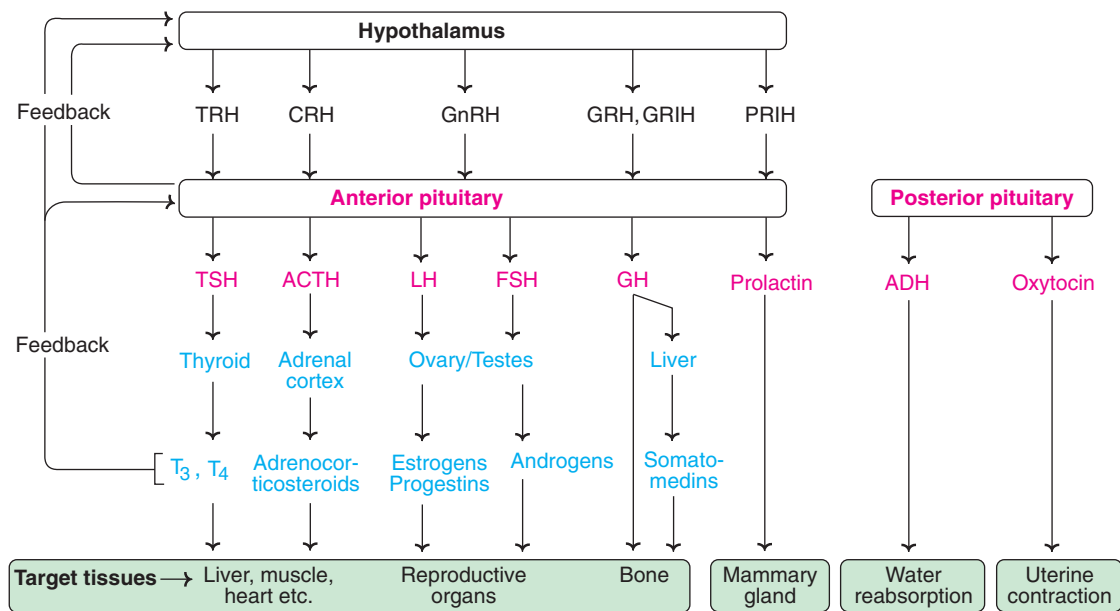 Hypothalamus
Feedback
TRH
CRH
GnRH
GRH, GRIH
PRIH
Anterior pituitary
Posterior pituitary
TSH
ACTH
LH
FSH
GH
Prolactin
ADH
Oxytocin
Feedback
Thyroid
Adrenal
cortex
Ovary/Testes
Liver
T3 , T4
Adrenocor-
ticosteroids
Estrogens
Progestins
Androgens
Somato-
medins
Target tissues
Liver, muscle,
heart etc.
Reproductive
organs
Bone
Mammary
gland
Water
reabsorption
Uterine
contraction